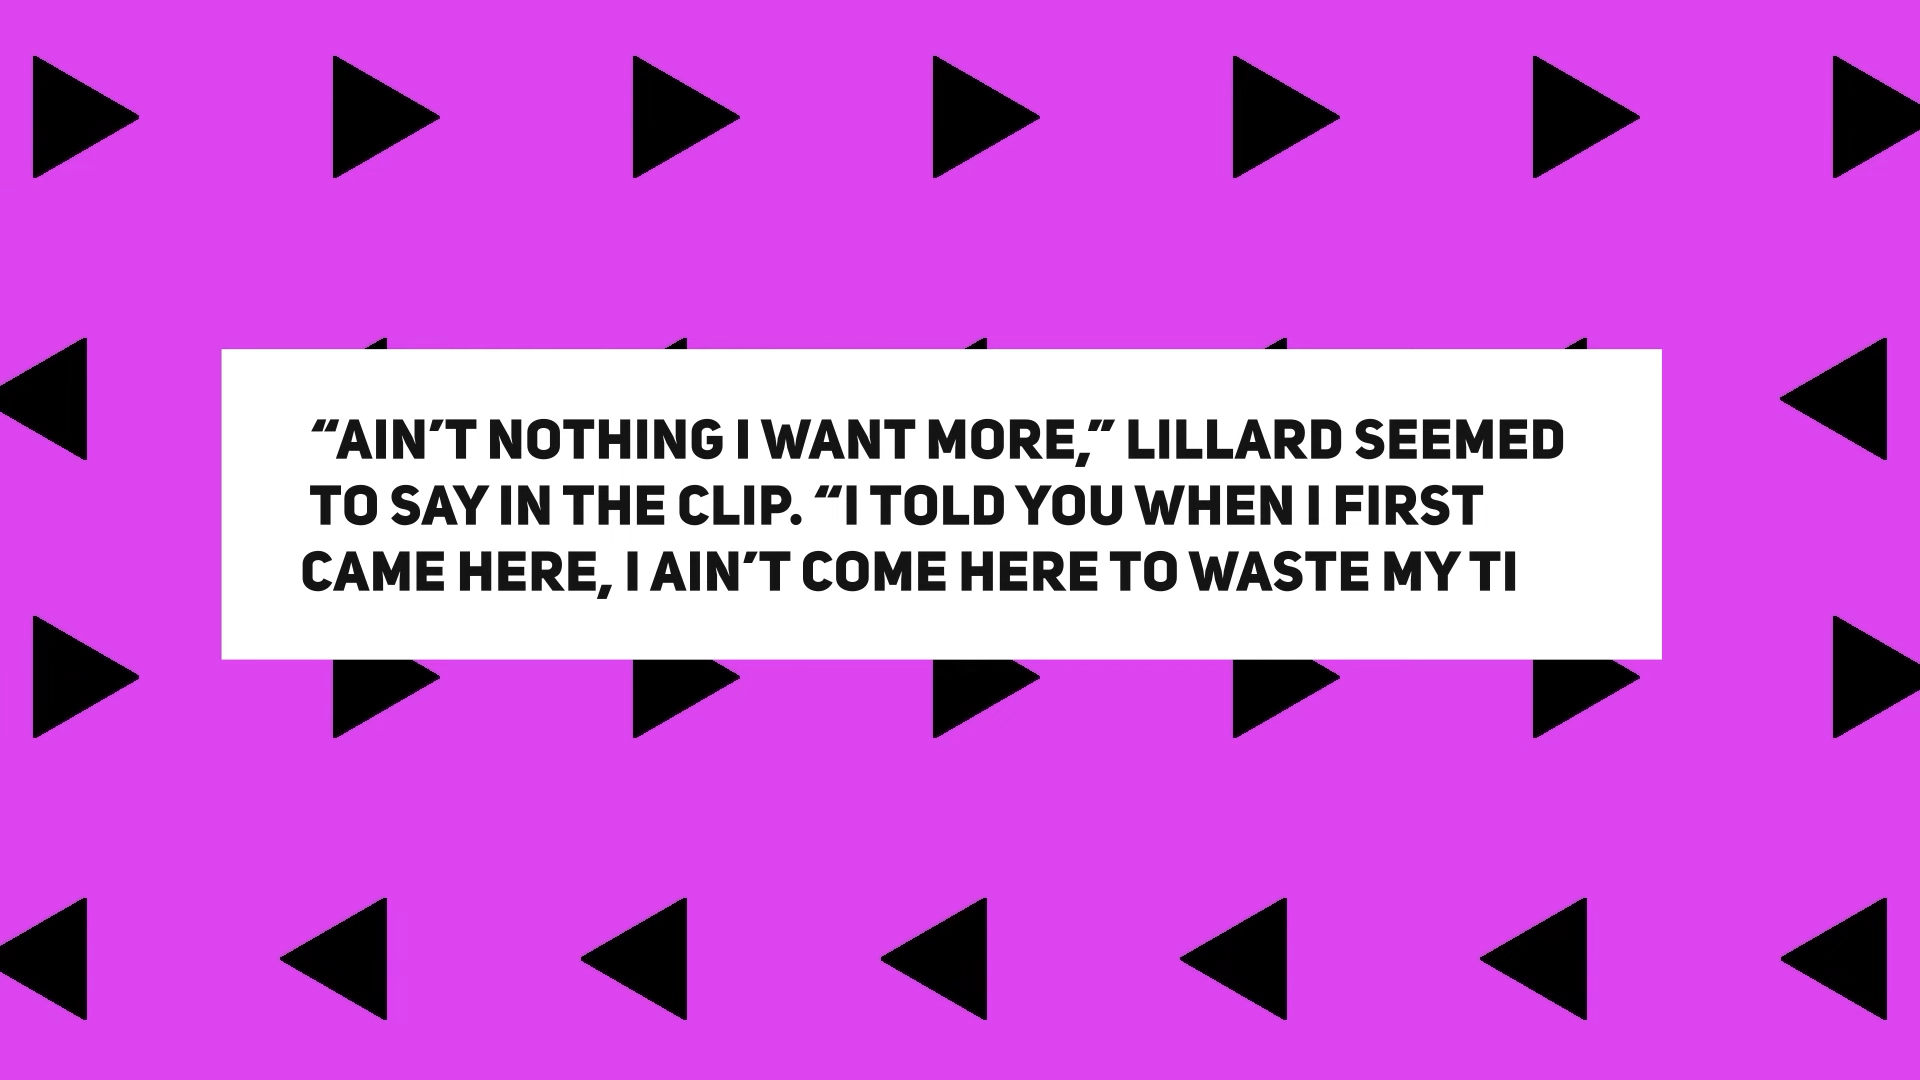 “AIN’T NOTHING I WANT MORE,” LILLARD SEEMED
TO SAY IN THE CLIP. “I TOLD YOU WHEN I FIRST
CAME HERE, I AIN’T COME HERE TO WASTE MY TI